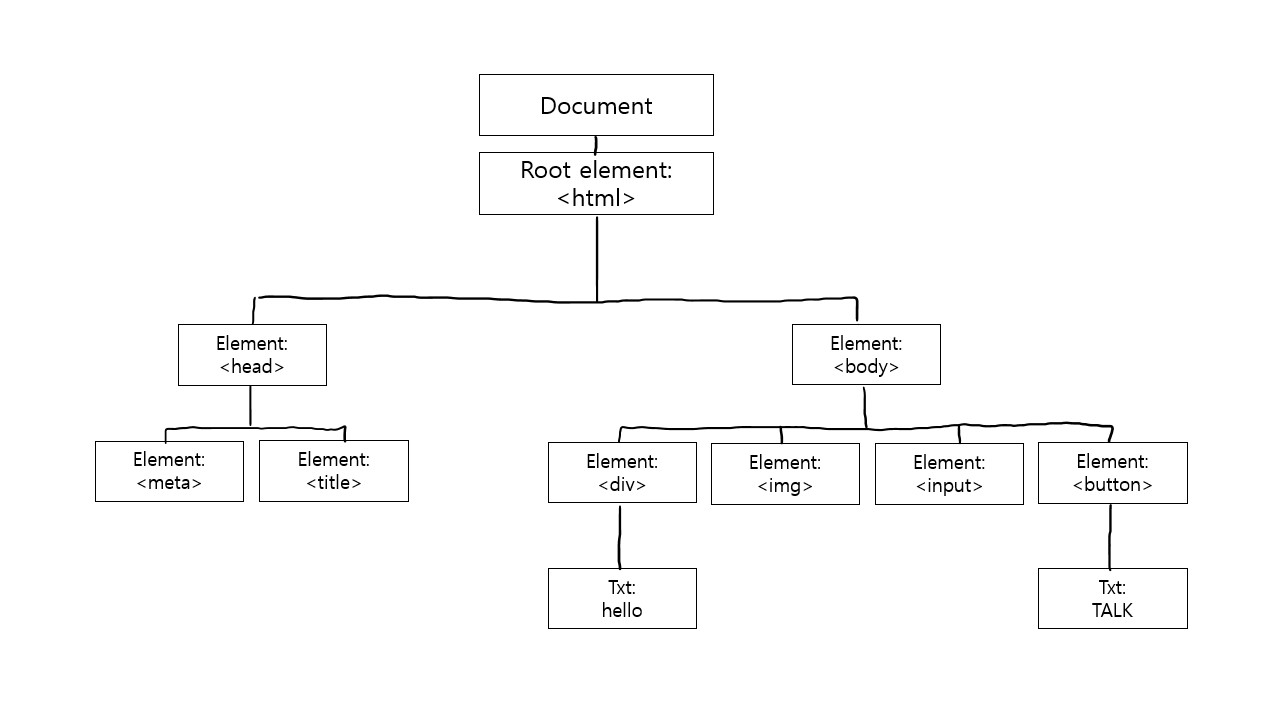 Document
Root element:
<html>
Element:
<head>
Element:
<body>
Element:
<meta>
Element:
<title>
Element:
<div>
Element:
<img>
Element:
<input>
Element:
<button>
Txt:
hello
Txt:
TALK